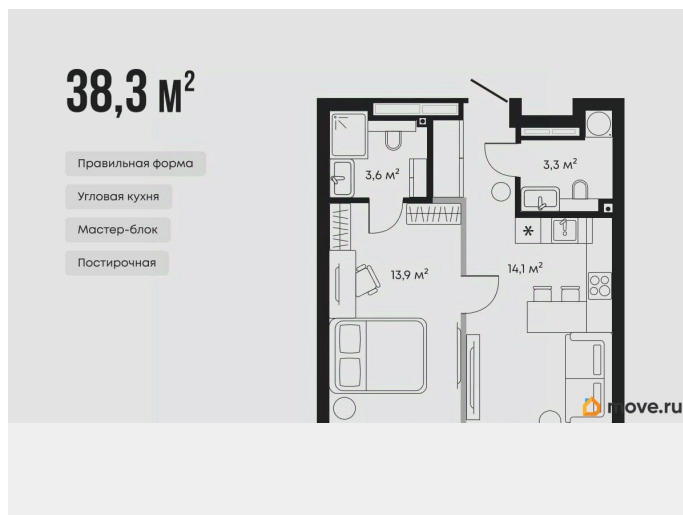 38,3 м²
Правильная форма
Угловая кухня
Мастер-блок
Постирочная
3,6 м²
3,3 м²
13,9 м²
14,1 м²
move.ru